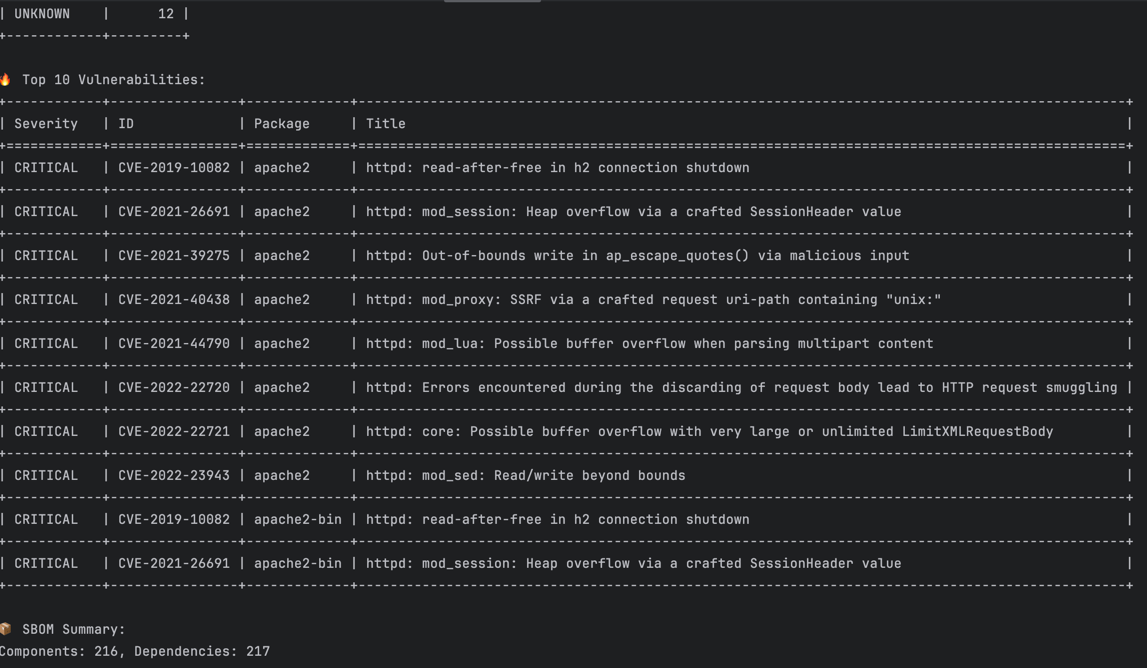 | UNKNOWN    |      12 |
+------------+---------+
🔥 Top 10 Vulnerabilities:
+------------+----------------+-------------+------------------------------------------------------------------------------------------------+
| Severity   | ID             | Package     | Title                                                                                          |
+============+================+=============+================================================================================================+
| CRITICAL   | CVE-2019-10082 | apache2     | httpd: read-after-free in h2 connection shutdown                                               |
+------------+----------------+-------------+------------------------------------------------------------------------------------------------+
| CRITICAL   | CVE-2021-26691 | apache2     | httpd: mod_session: Heap overflow via a crafted SessionHeader value                            |
+------------+----------------+-------------+------------------------------------------------------------------------------------------------+
| CRITICAL   | CVE-2021-39275 | apache2     | httpd: Out-of-bounds write in ap_escape_quotes() via malicious input                           |
+------------+----------------+-------------+------------------------------------------------------------------------------------------------+
| CRITICAL   | CVE-2021-40438 | apache2     | httpd: mod_proxy: SSRF via a crafted request uri-path containing "unix:"                       |
+------------+----------------+-------------+------------------------------------------------------------------------------------------------+
| CRITICAL   | CVE-2021-44790 | apache2     | httpd: mod_lua: Possible buffer overflow when parsing multipart content                        |
+------------+----------------+-------------+------------------------------------------------------------------------------------------------+
| CRITICAL   | CVE-2022-22720 | apache2     | httpd: Errors encountered during the discarding of request body lead to HTTP request smuggling |
+------------+----------------+-------------+------------------------------------------------------------------------------------------------+
| CRITICAL   | CVE-2022-22721 | apache2     | httpd: core: Possible buffer overflow with very large or unlimited LimitXMLRequestBody         |
+------------+----------------+-------------+------------------------------------------------------------------------------------------------+
| CRITICAL   | CVE-2022-23943 | apache2     | httpd: mod_sed: Read/write beyond bounds                                                       |
+------------+----------------+-------------+------------------------------------------------------------------------------------------------+
| CRITICAL   | CVE-2019-10082 | apache2-bin | httpd: read-after-free in h2 connection shutdown                                               |
+------------+----------------+-------------+------------------------------------------------------------------------------------------------+
| CRITICAL   | CVE-2021-26691 | apache2-bin | httpd: mod_session: Heap overflow via a crafted SessionHeader value                            |
+------------+----------------+-------------+------------------------------------------------------------------------------------------------+
📦 SBOM Summary:
Components: 216, Dependencies: 217